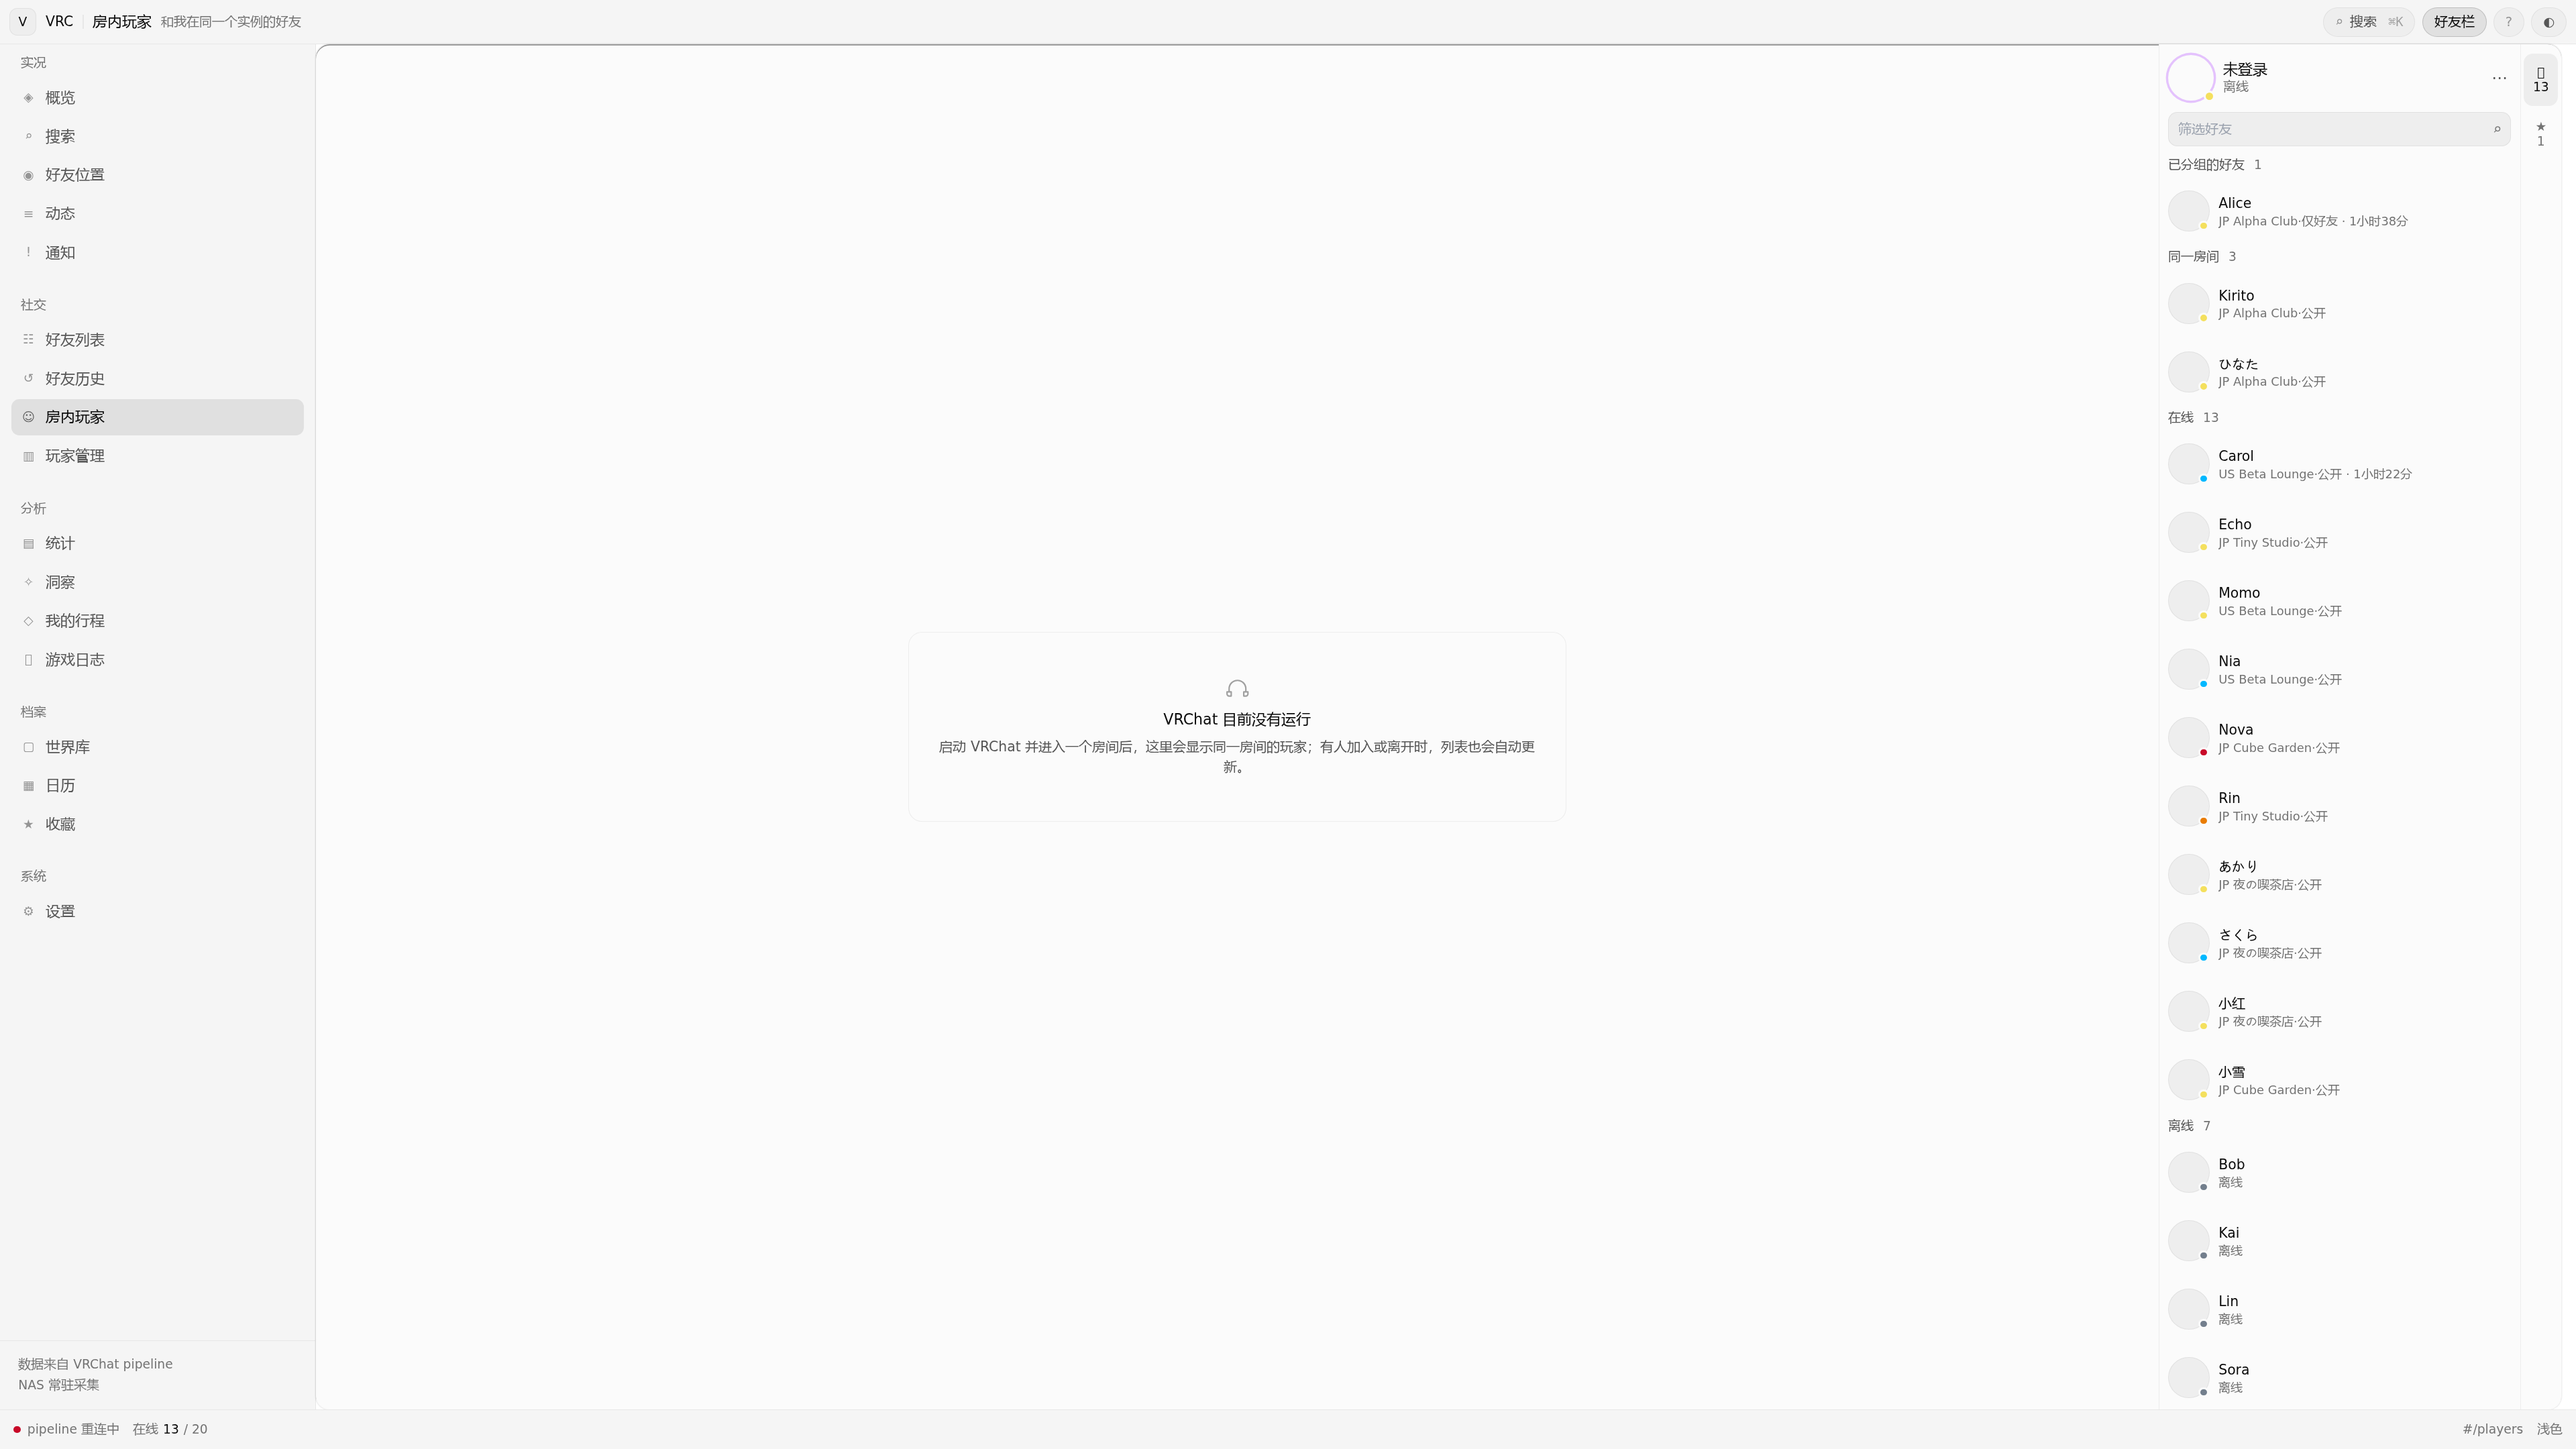 V VRC 房内玩家 和我在同一个实例的好友
搜索 ⌘K 好友栏 ?
实况
概览
搜索
好友位置
动态
通知
社交
好友列表
好友历史
房内玩家
玩家管理
分析
统计
洞察
我的行程
游戏日志
档案
世界库
日历
收藏
系统
设置
数据来自 VRChat pipeline
NAS 常驻采集
VRChat 目前没有运行
启动 VRChat 并进入一个房间后，这里会显示同一房间的玩家；有人加入或离开时，列表也会自动更
新。
未登录
离线
...
筛选好友
已分组的好友 1
Alice
JP Alpha Club·仅好友 · 1小时38分
同一房间 3
Kirito
JP Alpha Club·公开
ひなた
JP Alpha Club·公开
在线 13
Carol
US Beta Lounge·公开 · 1小时22分
Echo
JP Tiny Studio·公开
Momo
US Beta Lounge·公开
Nia
US Beta Lounge·公开
Nova
JP Cube Garden·公开
Rin
JP Tiny Studio·公开
あかり
JP 夜の喫茶店·公开
さくら
JP 夜の喫茶店·公开
小红
JP 夜の喫茶店·公开
小雪
JP Cube Garden·公开
离线 7
Bob
离线
Kai
离线
Lin
离线
Sora
离线
13
★
1
pipeline 重连中 在线 13 / 20
#/players 浅色